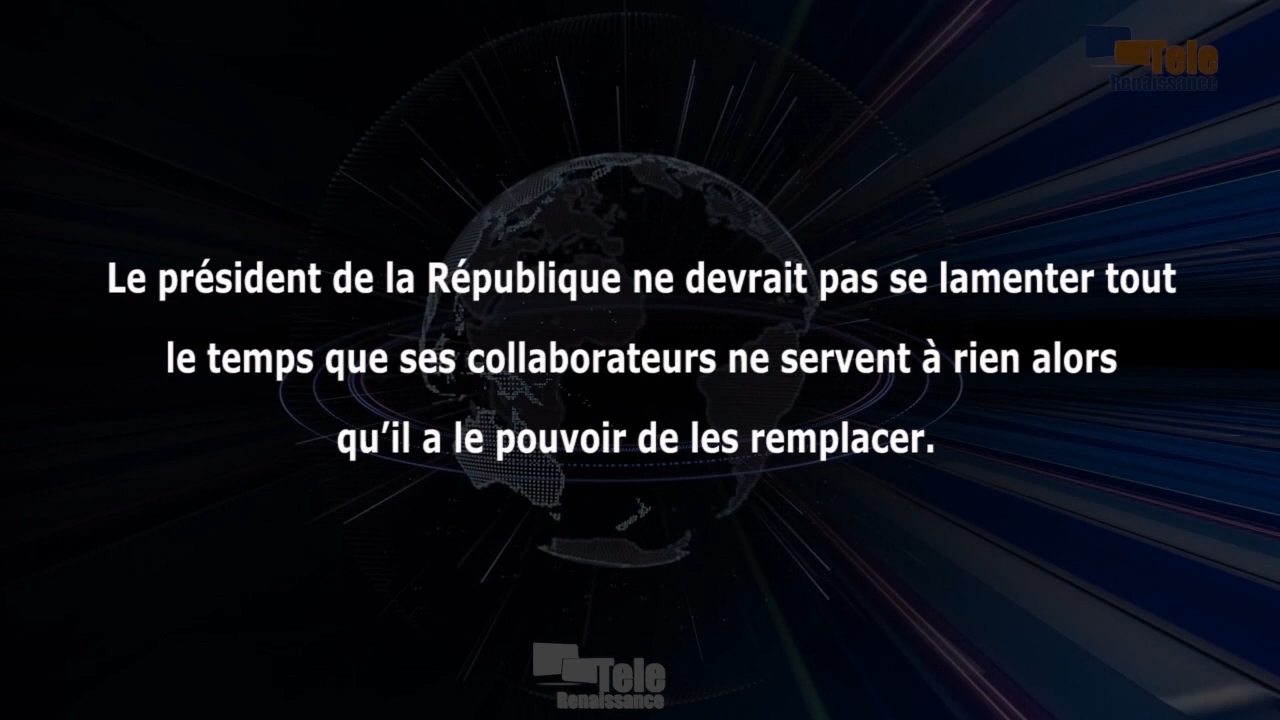 Tele
Renaissance
Le président de la République ne devrait pas se lamenter tout
le temps que ses collaborateurs ne servent à rien alors
qu’il a le pouvoir de les remplacer.
Tele
Renaissance